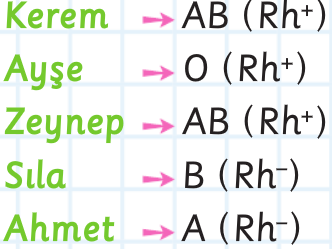 Kerem → AB (Rh⁺)
Ayşe → O (Rh⁺)
Zeynep → AB (Rh⁺)
Sıla → B (Rh⁻)
Ahmet → A (Rh⁻)